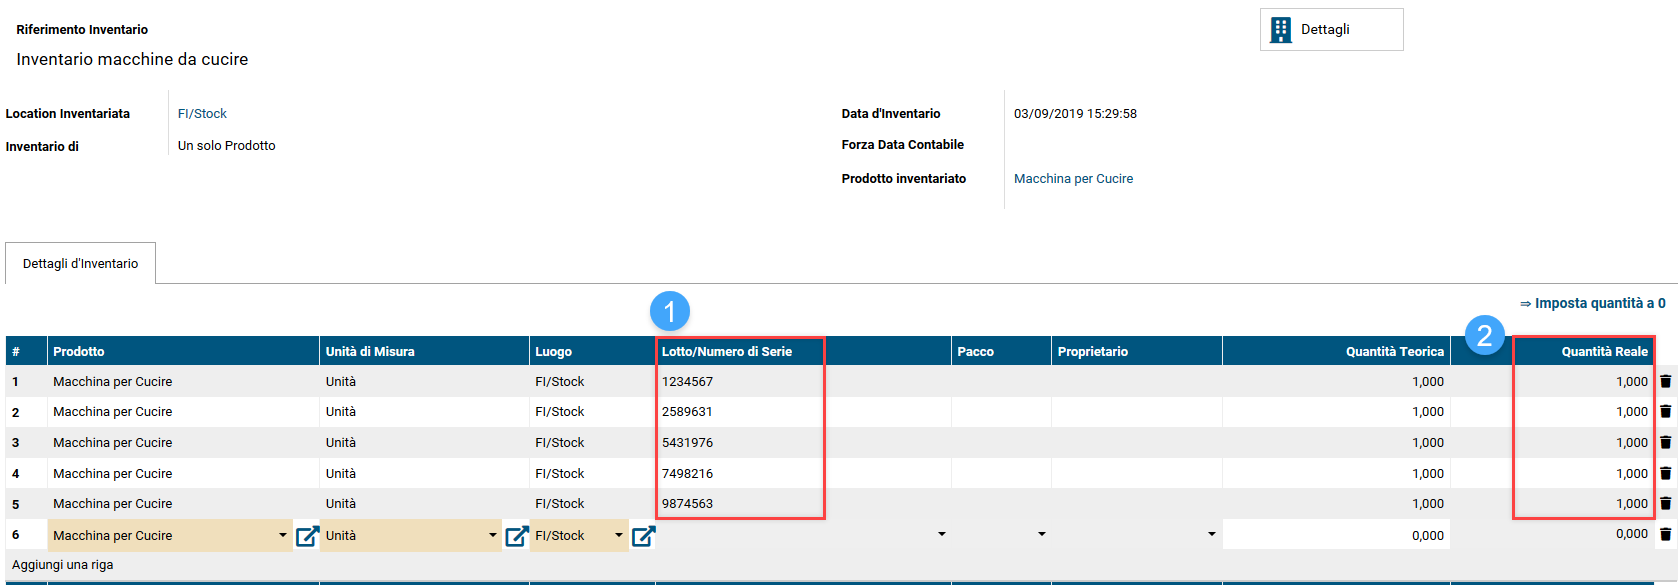 Riferimento Inventario
Dettagli
Inventario macchine da cucire
Location Inventariata FI/Stock Data d'Inventario 03/09/2019 15:29:58
Inventario di Un solo Prodotto Forza Data Contabile
Prodotto inventariato Macchina per Cucire
Dettagli d'Inventario
⇒ Imposta quantità a 0
1
2
# Prodotto Unità di Misura Luogo Lotto/Numero di Serie Pacco Proprietario Quantità Teorica Quantità Reale
1 Macchina per Cucire Unità FI/Stock 1234567 1,000 1,000
2 Macchina per Cucire Unità FI/Stock 2589631 1,000 1,000
3 Macchina per Cucire Unità FI/Stock 5431976 1,000 1,000
4 Macchina per Cucire Unità FI/Stock 7498216 1,000 1,000
5 Macchina per Cucire Unità FI/Stock 9874563 1,000 1,000
6 Macchina per Cucire Unità FI/Stock 0,000 0,000
Aggiungi una riga